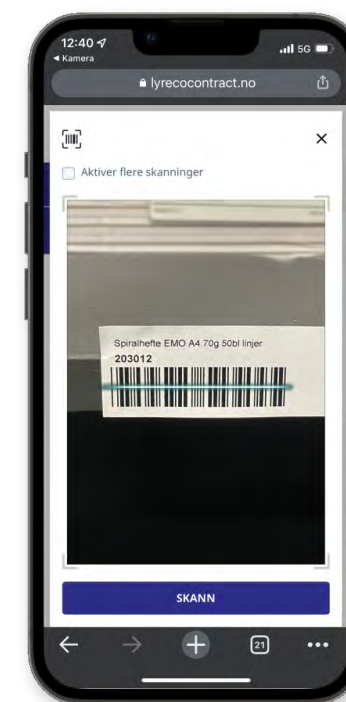 12:40
5G
◂ Kamera
lyrecocontract.no
Aktiver flere skanninger
Spiralhefte EMO A4 70g 50bl linjer
203012
SKANN
21